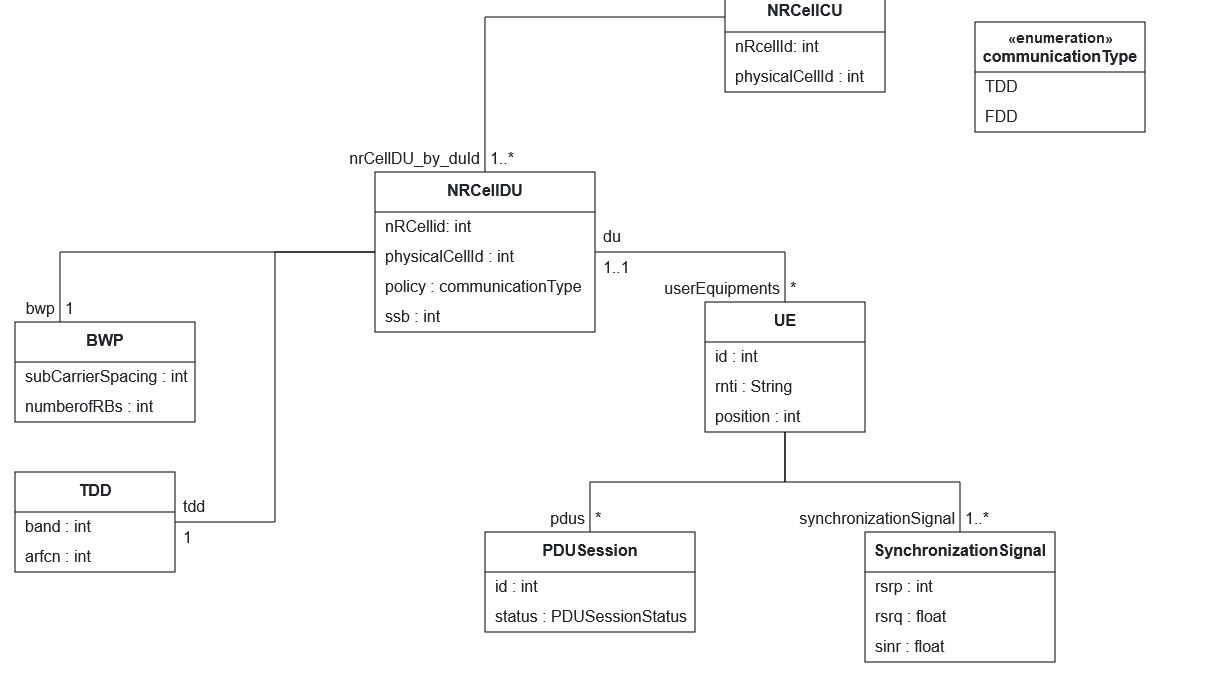 NRCellCU
nRcellId: int
physicalCellId : int
«enumeration»
communicationType
TDD
FDD
nrCellDU_by_duId 1..*
NRCellDU
nRCellid: int
physicalCellId : int
policy : communicationType
ssb : int
du
1..1
userEquipments *
bwp 1
BWP
subCarrierSpacing : int
numberofRBs : int
UE
id : int
rnti : String
position : int
TDD
band : int
arfcn : int
tdd
1
pdus *
PDUSession
id : int
status : PDUSessionStatus
synchronizationSignal 1..*
SynchronizationSignal
rsrp : int
rsrq : float
sinr : float